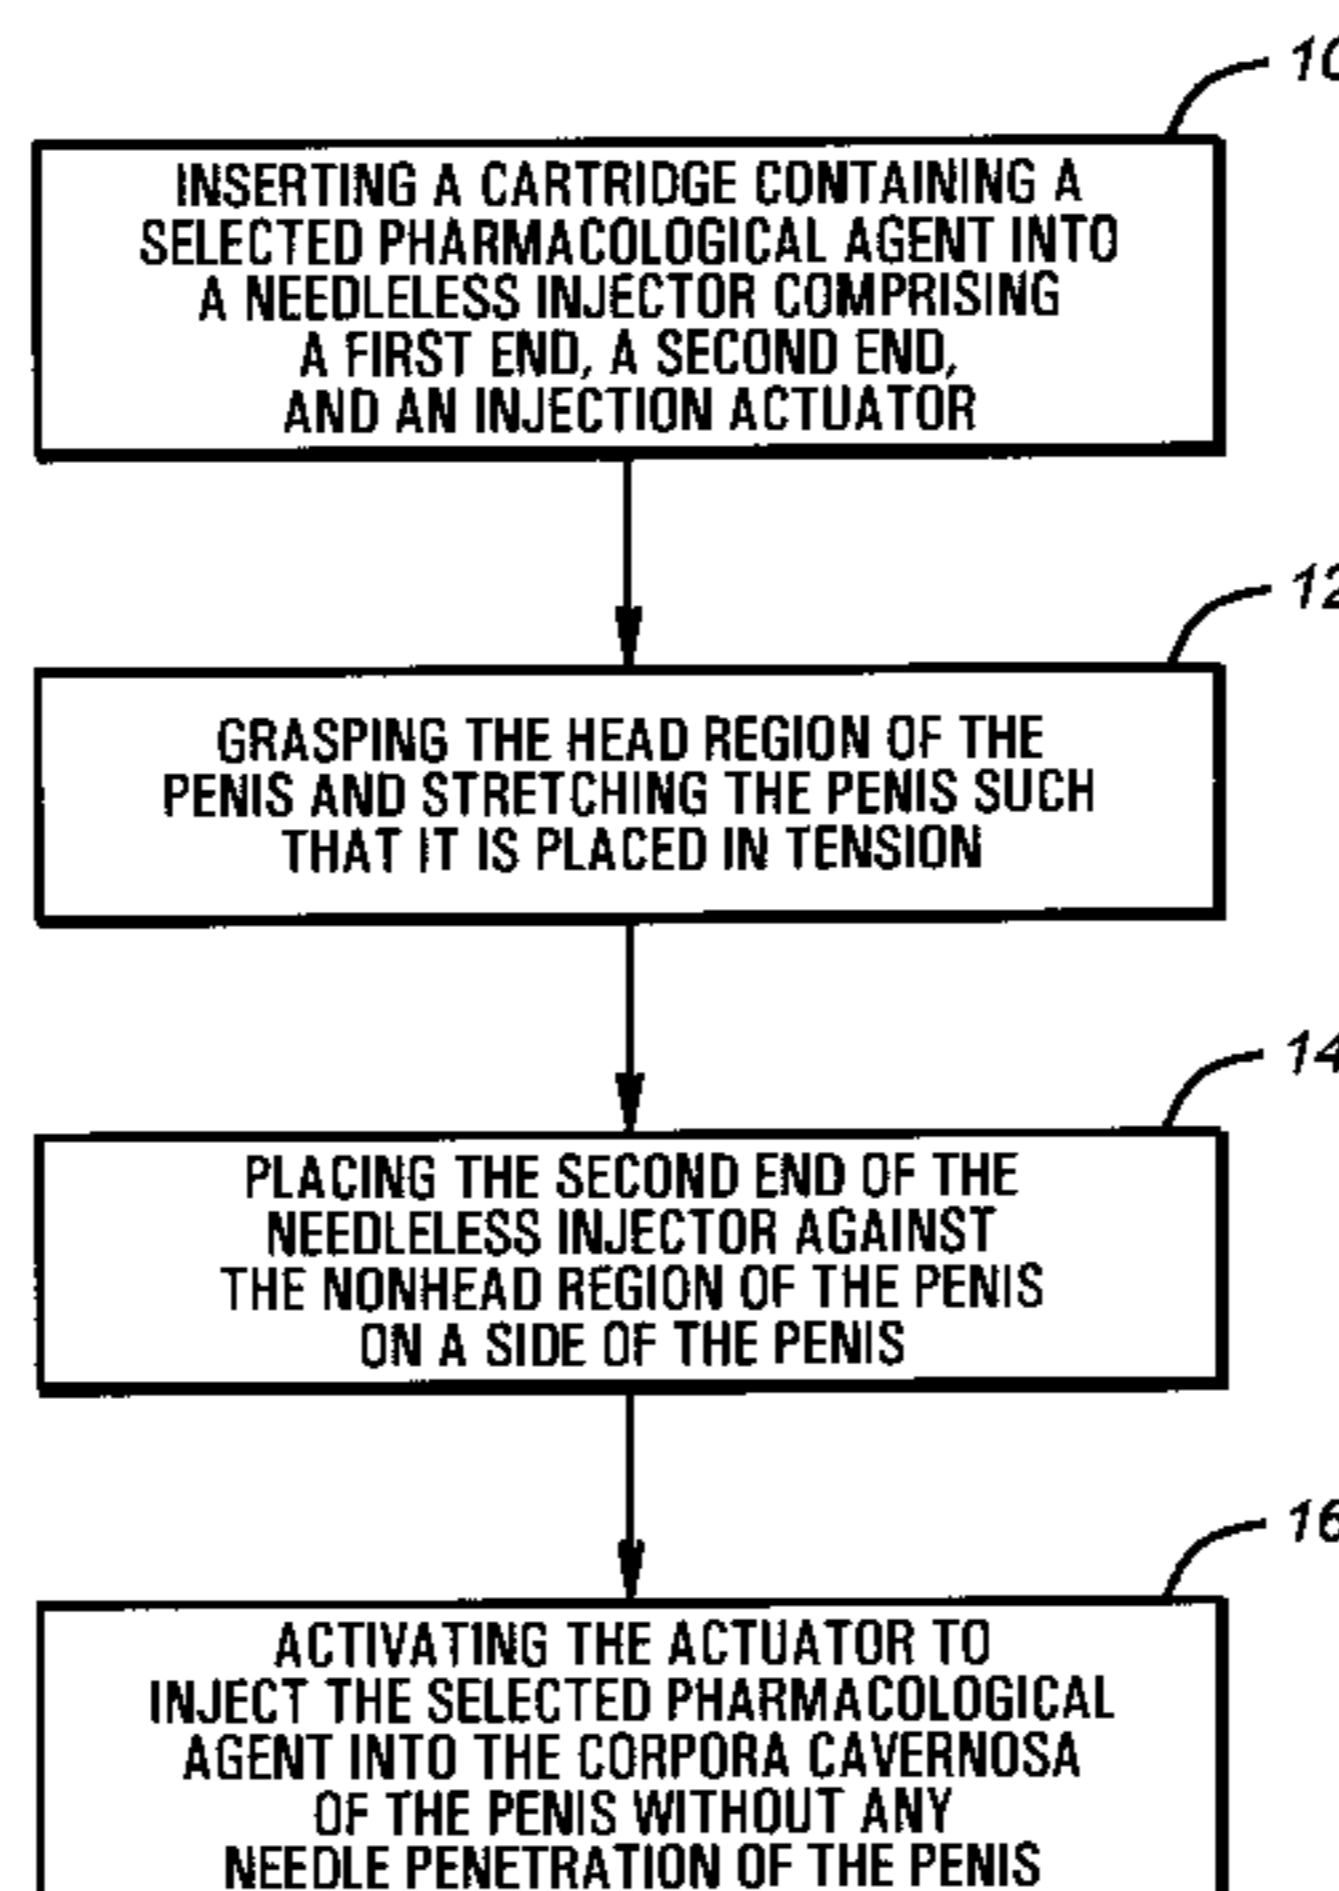 10
INSERTING A CARTRIDGE CONTAINING A
SELECTED PHARMACOLOGICAL AGENT INTO
A NEEDLELESS INJECTOR COMPRISING
A FIRST END, A SECOND END,
AND AN INJECTION ACTUATOR
12
GRASPING THE HEAD REGION OF THE
PENIS AND STRETCHING THE PENIS SUCH
THAT IT IS PLACED IN TENSION
14
PLACING THE SECOND END OF THE
NEEDLELESS INJECTOR AGAINST
THE NONHEAD REGION OF THE PENIS
ON A SIDE OF THE PENIS
16
ACTIVATING THE ACTUATOR TO
INJECT THE SELECTED PHARMACOLOGICAL
AGENT INTO THE CORPORA CAVERNOSA
OF THE PENIS WITHOUT ANY
NEEDLE PENETRATION OF THE PENIS